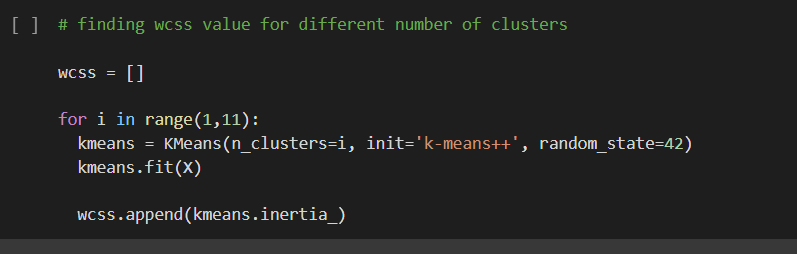 [ ] # finding wcss value for different number of clusters
wcss = []
for i in range(1,11):
kmeans = KMeans(n_clusters=i, init='k-means++', random_state=42)
kmeans.fit(X)
wcss.append(kmeans.inertia_)